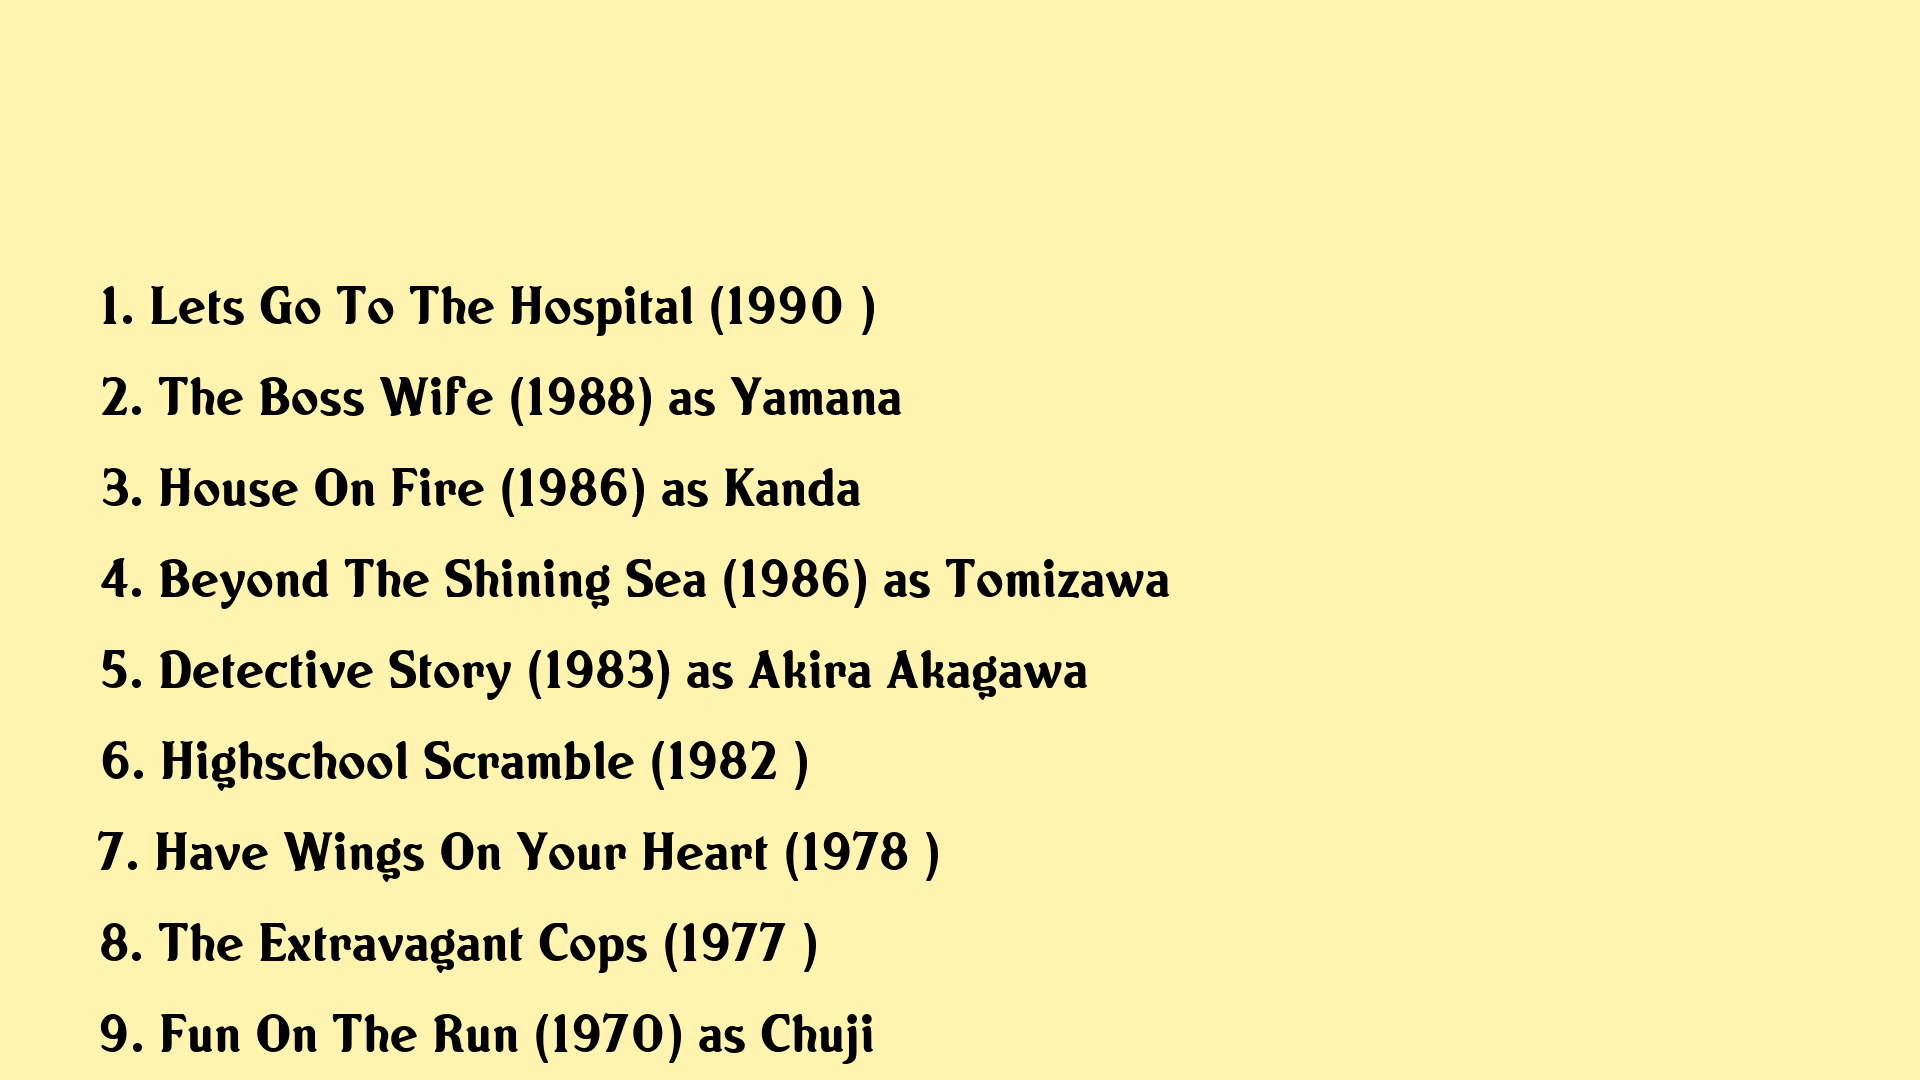 1. Lets Go To The Hospital (1990 )
2. The Boss Wife (1988) as Yamana
3. House On Fire (1986) as Kanda
4. Beyond The Shining Sea (1986) as Tomizawa
5. Detective Story (1983) as Akira Akagawa
6. Highschool Scramble (1982 )
7. Have Wings On Your Heart (1978 )
8. The Extravagant Cops (1977 )
9. Fun On The Run (1970) as Chuji